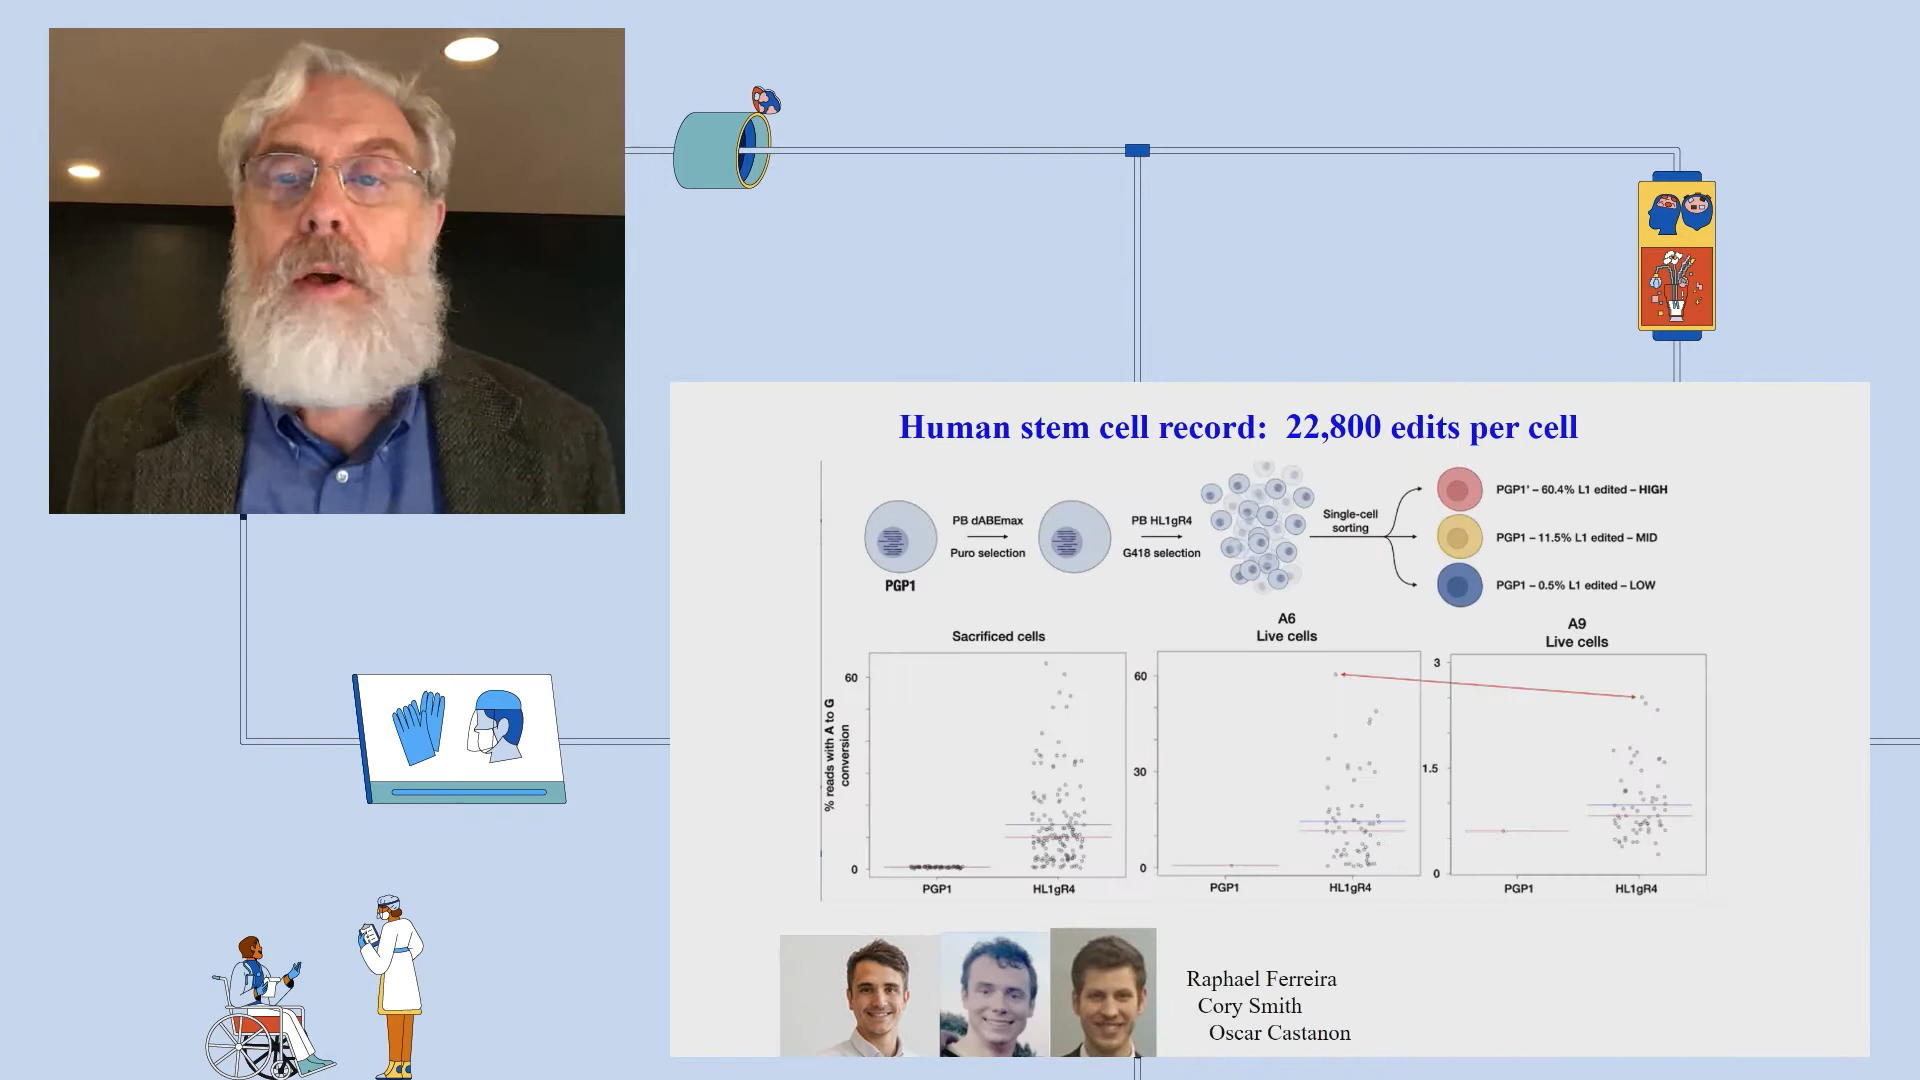 Human stem cell record: 22,800 edits per cell
PB dABEmax
Puro selection
PGP1
PB HL1gR4
G418 selection
Single-cell
sorting
PGP1' – 60.4% L1 edited – HIGH
PGP1 – 11.5% L1 edited – MID
PGP1 – 0.5% L1 edited – LOW
Sacrificed cells
A6
Live cells
A9
Live cells
% reads with A to G
conversion
60
0
PGP1
HL1gR4
60
30
0
PGP1
HL1gR4
3
1.5
0
PGP1
HL1gR4
Raphael Ferreira
Cory Smith
Oscar Castanon